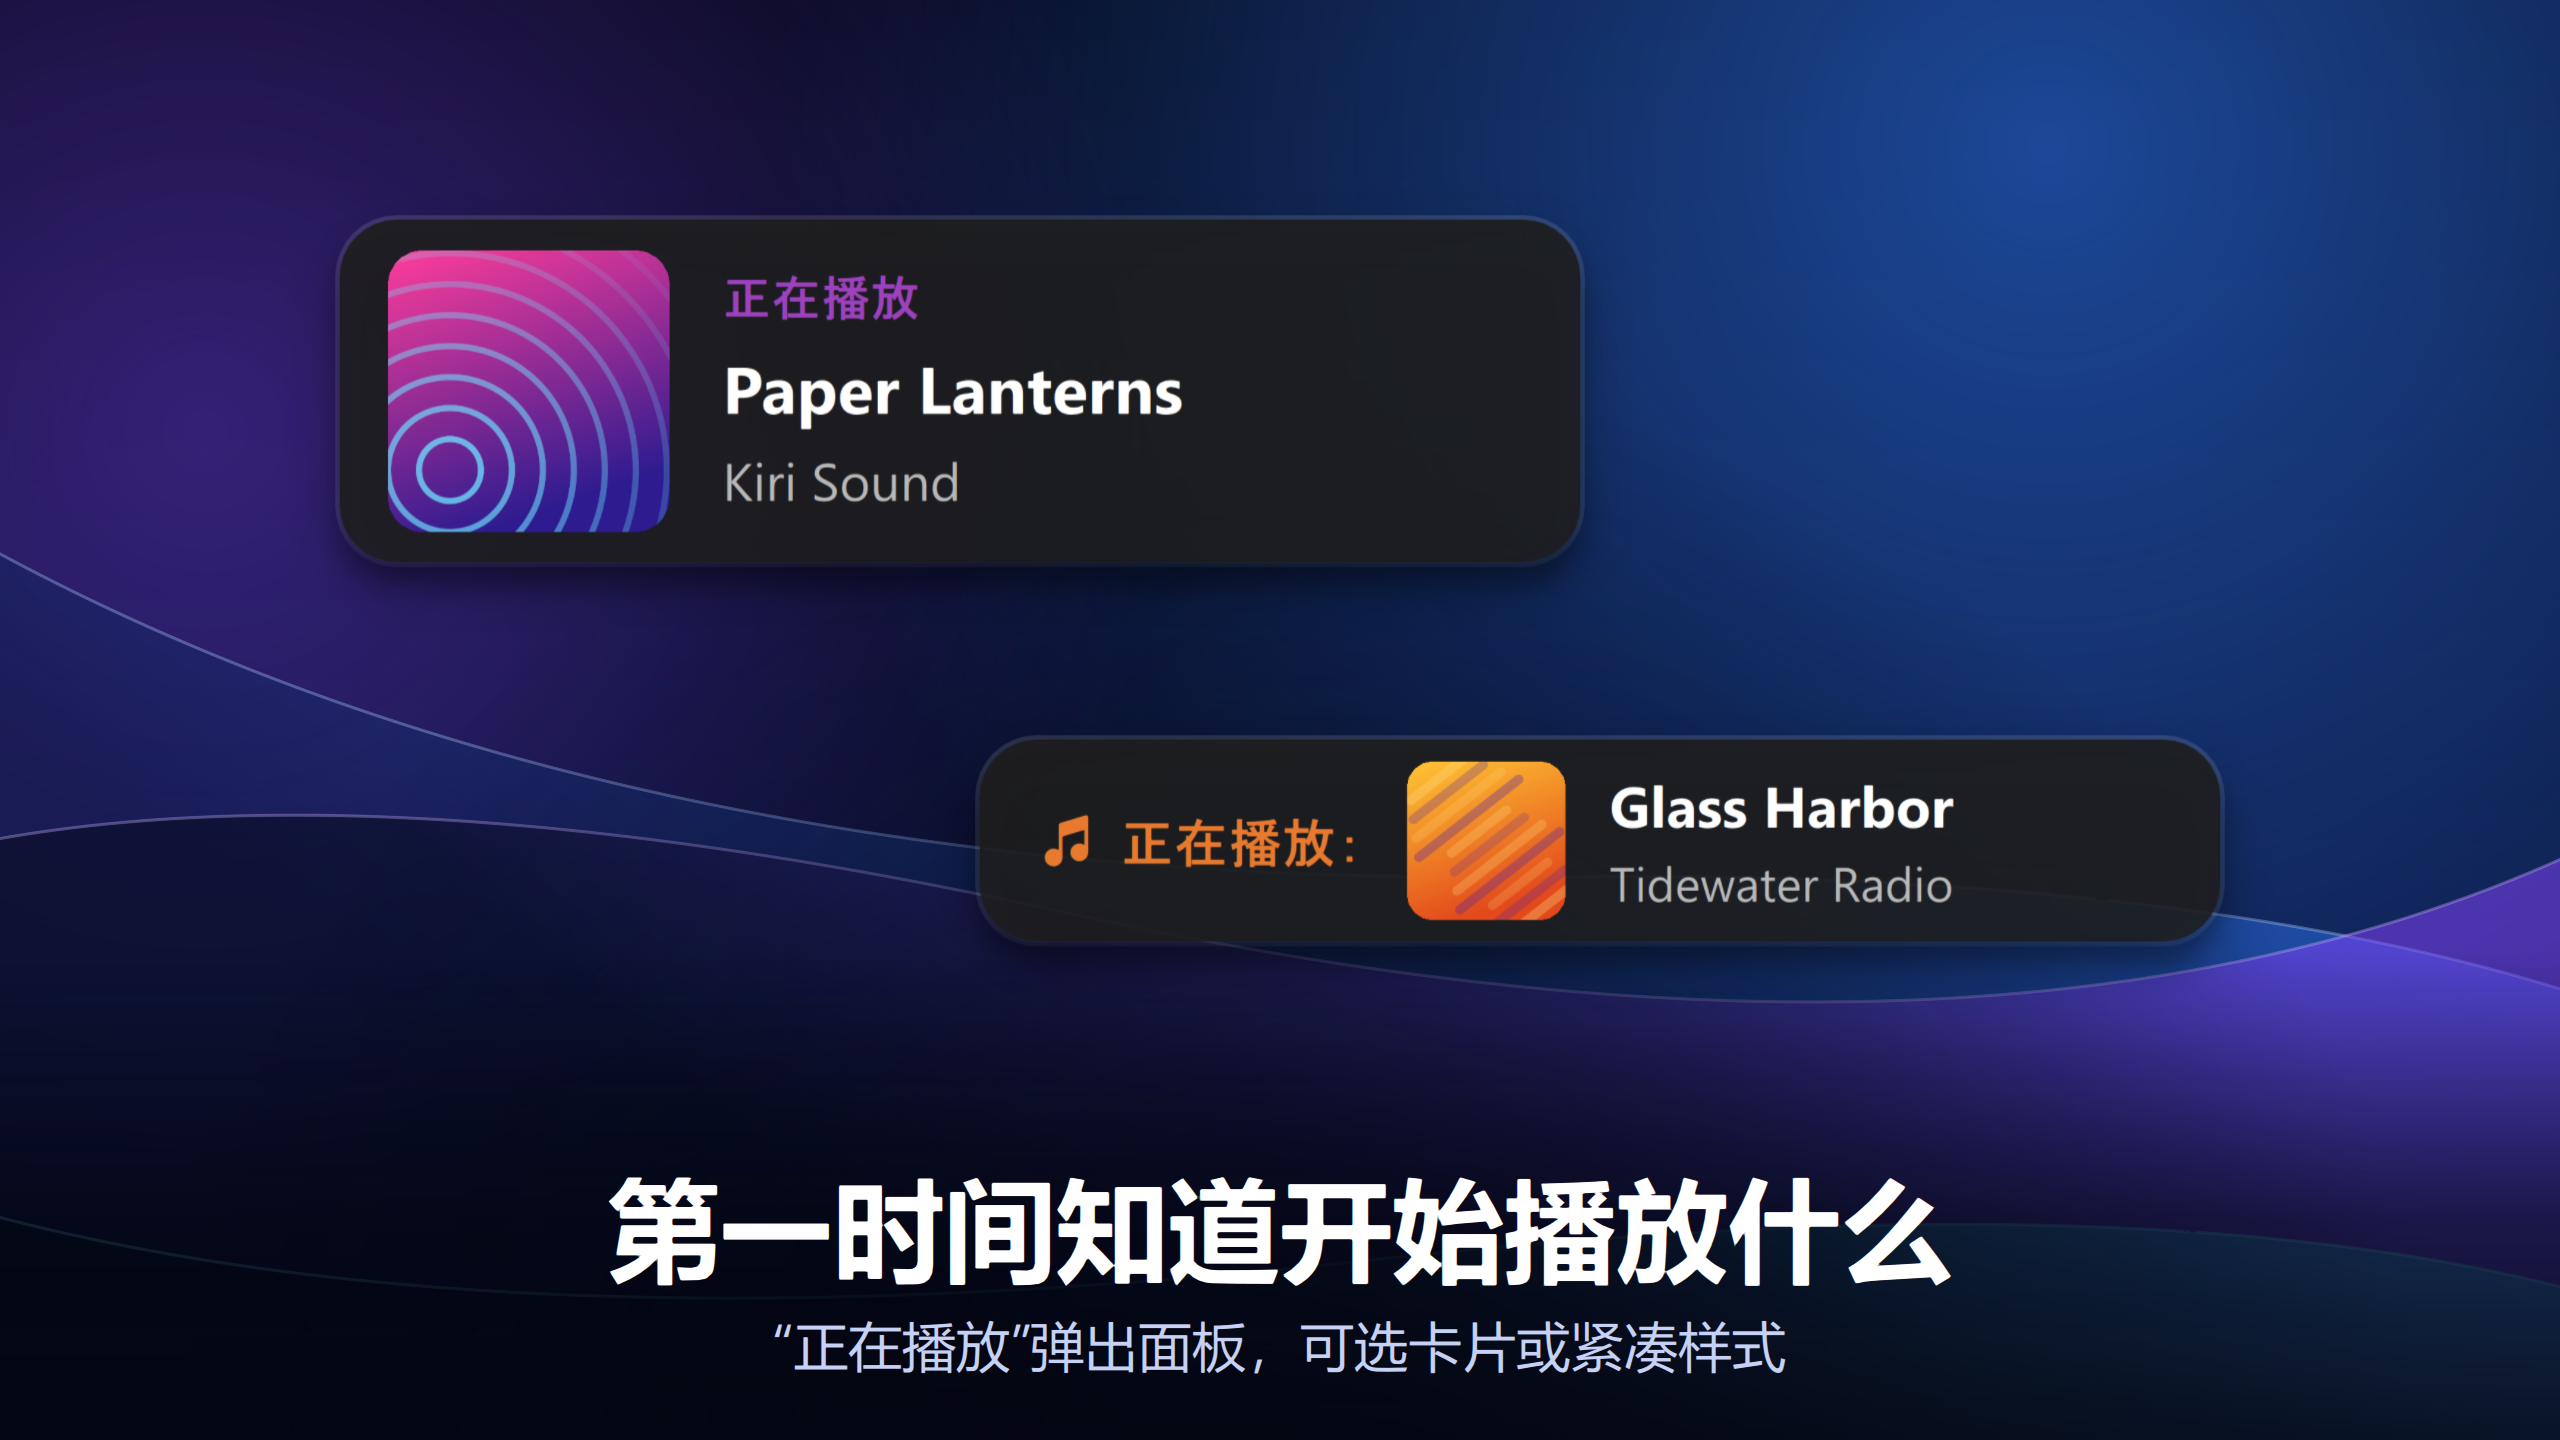 正在播放
Paper Lanterns
Kiri Sound
正在播放：
Glass Harbor
Tidewater Radio
第一时间知道开始播放什么
“正在播放”弹出面板，可选卡片或紧凑样式